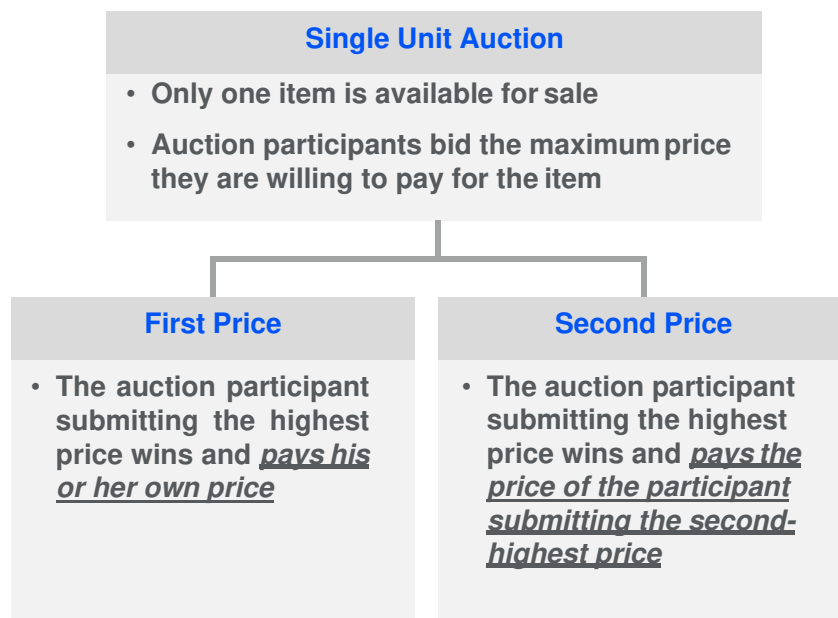 Single Unit Auction
• Only one item is available for sale
• Auction participants bid the maximum price
they are willing to pay for the item
First Price
• The auction participant
submitting the highest
price wins and pays his
or her own price
Second Price
• The auction participant
submitting the highest
price wins and pays the
price of the participant
submitting the second-
highest price